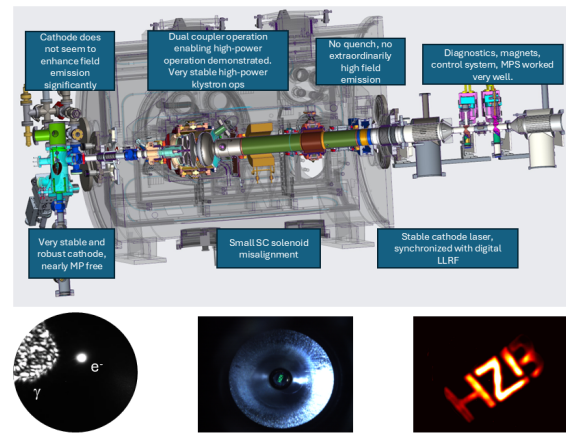 Cathode does
not seem to
enhance field
emission
significantly
Dual coupler operation
enabling high-power
operation demonstrated.
Very stable high-power
klystron ops
No quench, no
extraordinarily
high field
emission
Diagnostics, magnets,
control system, MPS worked
very well.
Very stable and
robust cathode,
nearly MP free
Small SC solenoid
misalignment
Stable cathode laser,
synchronized with digital
LLRF
e-
γ
HZB